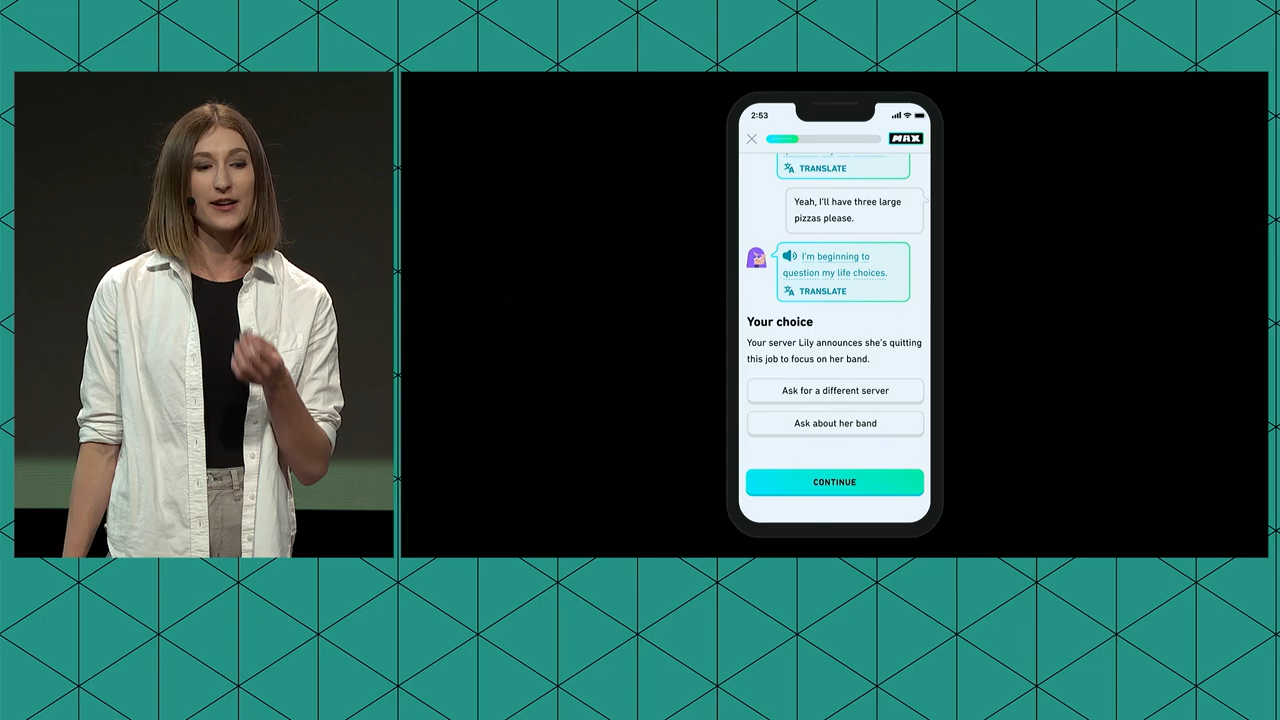 2:53
MAX
TRANSLATE
Yeah, I'll have three large
pizzas please.
I'm beginning to
question my life choices.
TRANSLATE
Your choice
Your server Lily announces she's quitting
this job to focus on her band.
Ask for a different server
Ask about her band
CONTINUE